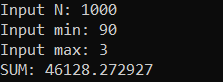 Input N: 1000
Input min: 90
Input max: 3
SUM: 46128.272927